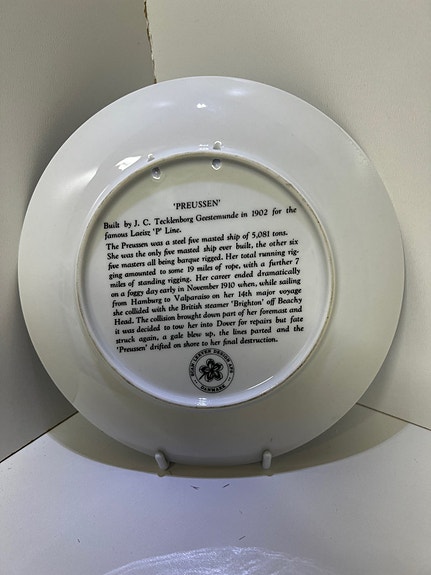 'PREUSSEN'
Built by J. C. Tecklenborg Geestemunde in 1902 for the
famous Laeisz 'P' Line.
The Preussen was a steel five masted ship of 5,081 tons.
She was the only five masted ship ever built, the other six
five masters all being barque rigged. Her total running rig-
ging amounted to some 19 miles of rope, with a further 7
miles of standing rigging. Her career ended dramatically
on a foggy day early in November 1910 when, while sailing
from Hamburg to Valparaiso on her 14th major voyage
she collided with the British steamer 'Brighton' off Beachy
Head. The collision brought down part of her foremast and
it was decided to tow her into Dover for repairs but fate
struck again, a gale blew up, the lines parted and the
'Preussen' drifted on shore to her final destruction.
DESIGN APS
DENMARK